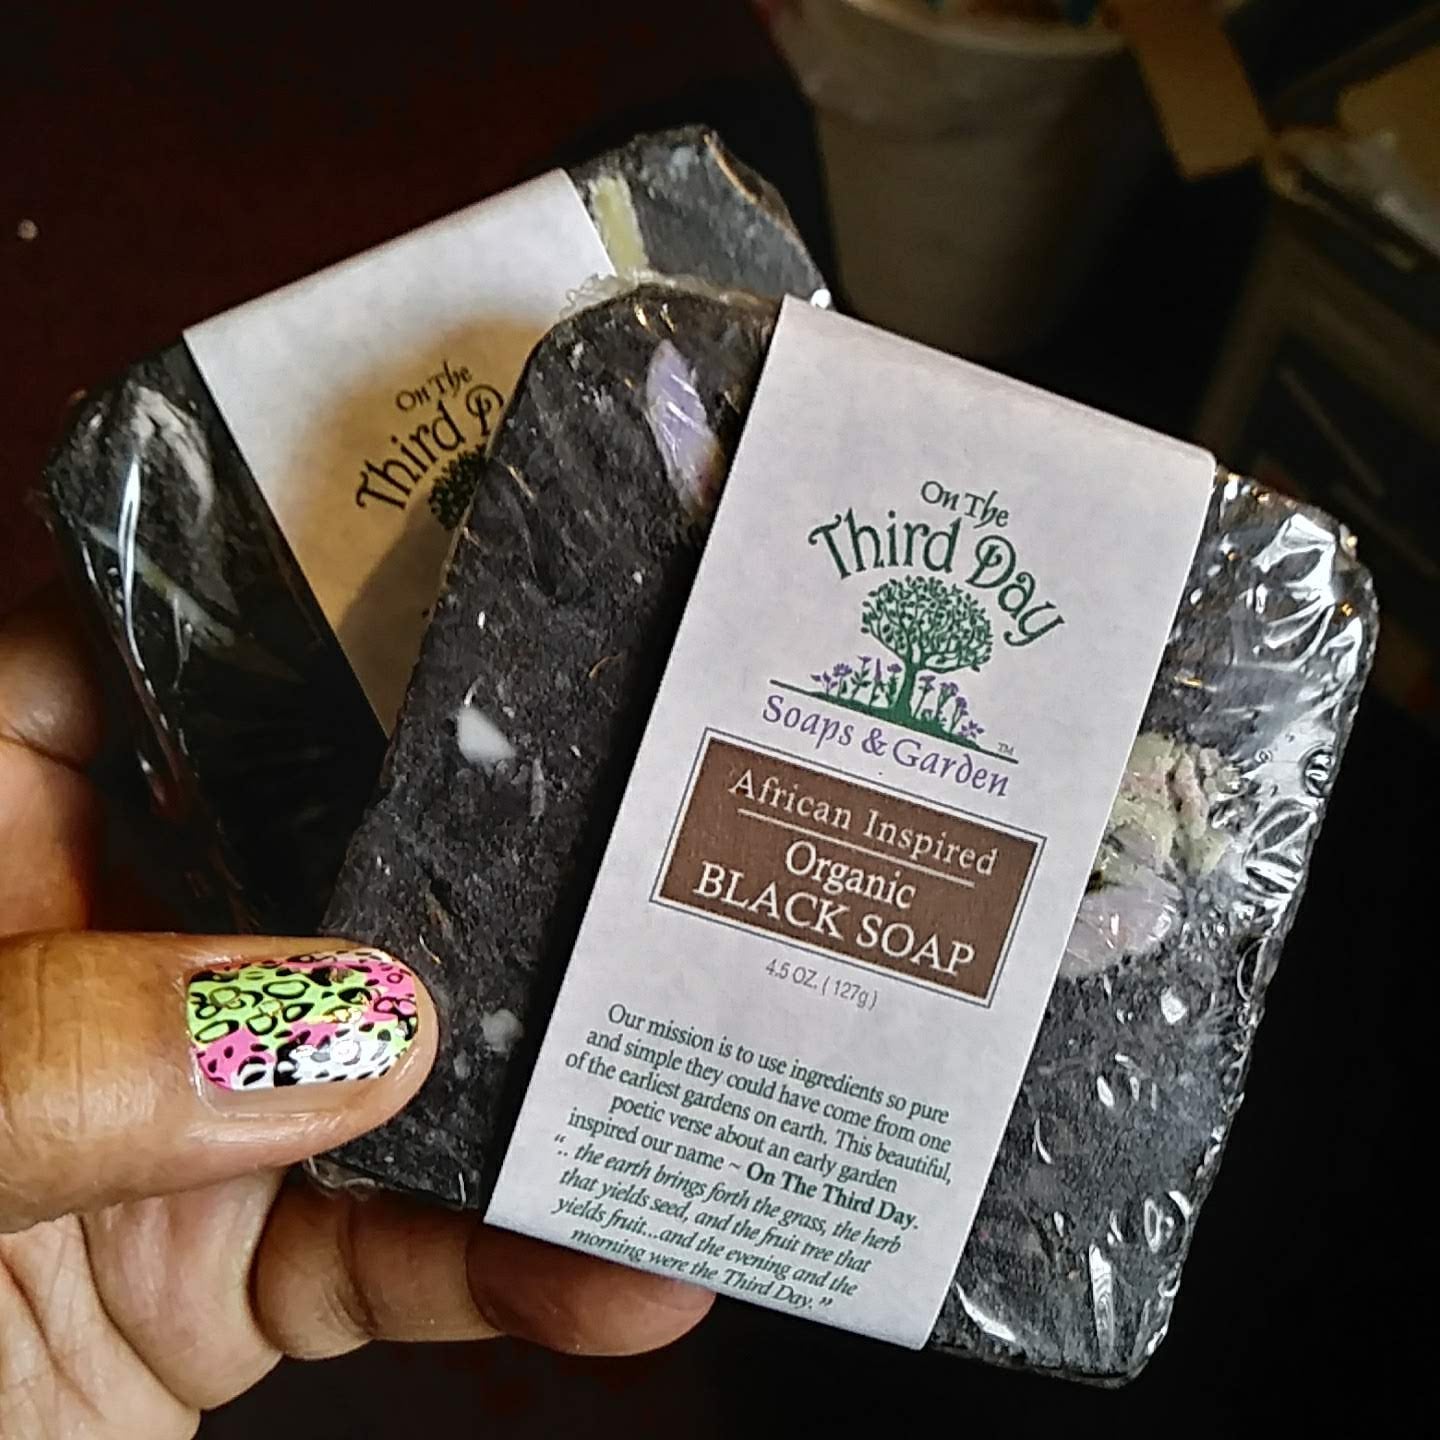 On The
Third D
On The
Third Day
TM
Soaps & Garden
African Inspired
Organic
BLACK SOAP
4.5 OZ. (127g)
Our mission is to use ingredients so pure
and simple they could have come from one
of the earliest gardens on earth. This beautiful,
poetic verse about an early garden
inspired our name ~ On The Third Day.
“.. the earth brings forth the grass, the herb
that yields seed, and the fruit tree that
yields fruit...and the evening and the
morning were the Third Day.”